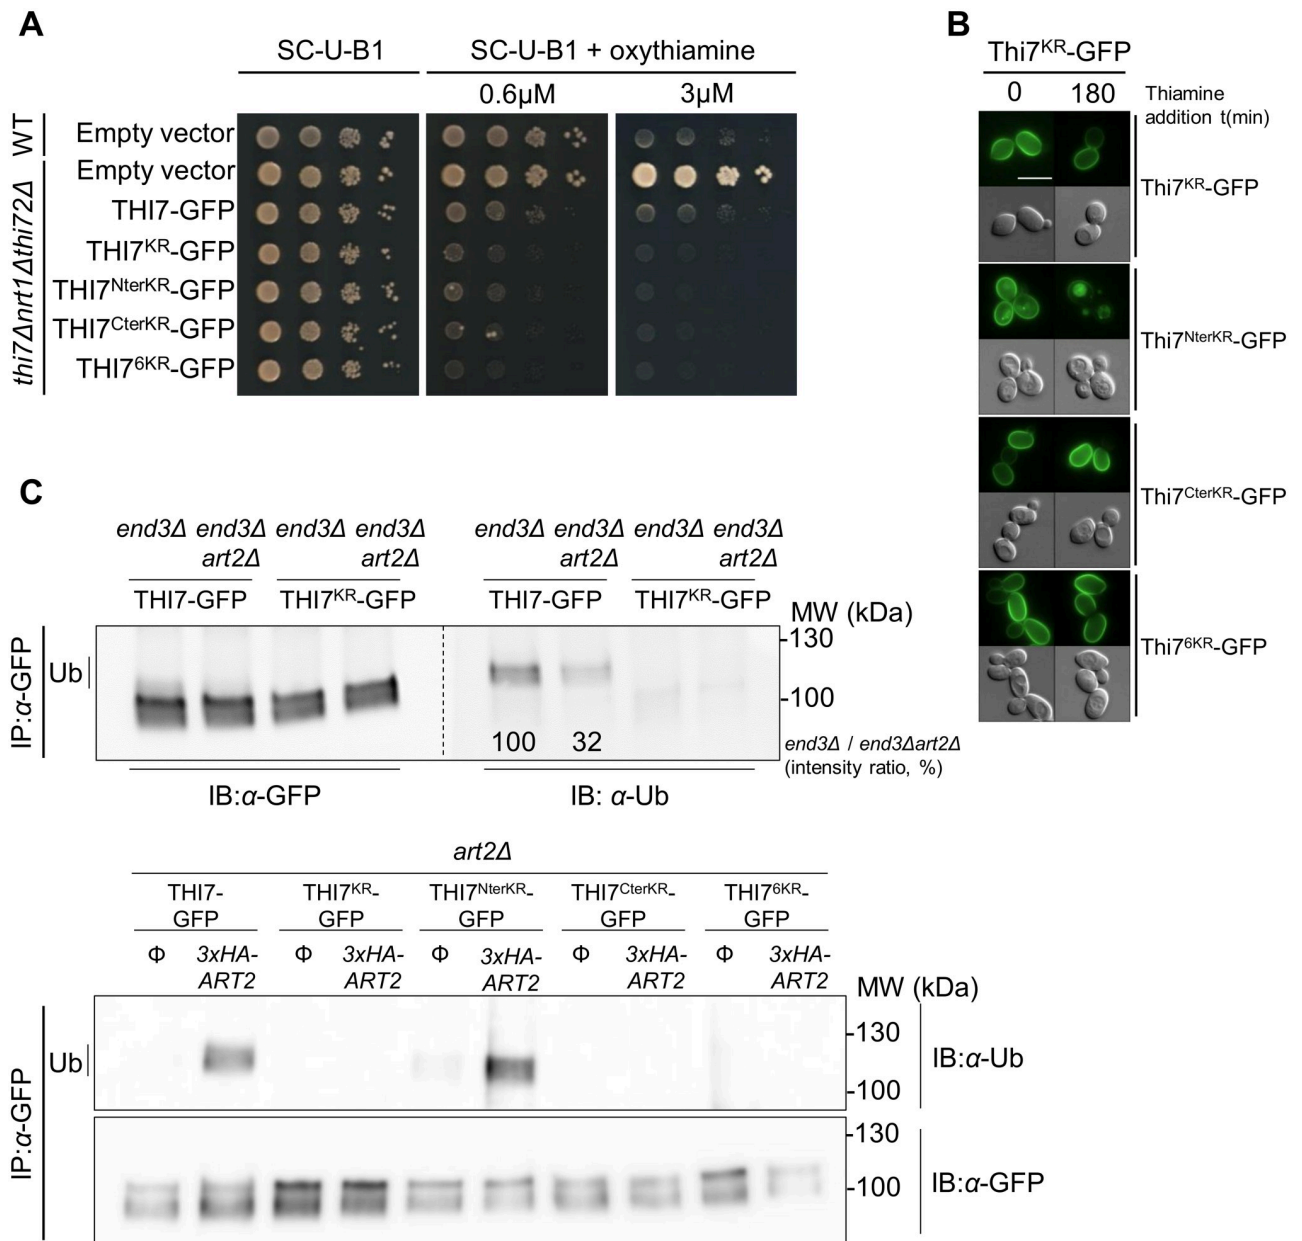 A
SC-U-B1
SC-U-B1 + oxythiamine
0.6µM
3µM
WT
Empty vector
thi7Δnrt1Δthi72Δ
Empty vector
THI7-GFP
THI7KR-GFP
THI7NterKR-GFP
THI7CterKR-GFP
THI76KR-GFP
B
Thi7KR-GFP
0
180
Thiamine
addition t(min)
Thi7KR-GFP
Thi7NterKR-GFP
Thi7CterKR-GFP
Thi76KR-GFP
C
end3Δ end3Δ end3Δ end3Δ
art2Δ art2Δ
THI7-GFP THI7KR-GFP
end3Δ end3Δ end3Δ end3Δ
art2Δ art2Δ
THI7-GFP THI7KR-GFP
MW (kDa)
-130
-100
IP:α-GFP
Ub
100 32
end3Δ / end3Δart2Δ
(intensity ratio, %)
IB:α-GFP
IB: α-Ub
art2Δ
THI7- THI7KR- THI7NterKR- THI7CterKR- THI76KR-
GFP GFP GFP GFP GFP
Φ 3xHA- Φ 3xHA- Φ 3xHA- Φ 3xHA- Φ 3xHA-
ART2 ART2 ART2 ART2 ART2
MW (kDa)
IP:α-GFP
Ub
-130
-100
IB:α-Ub
-130
-100
IB:α-GFP